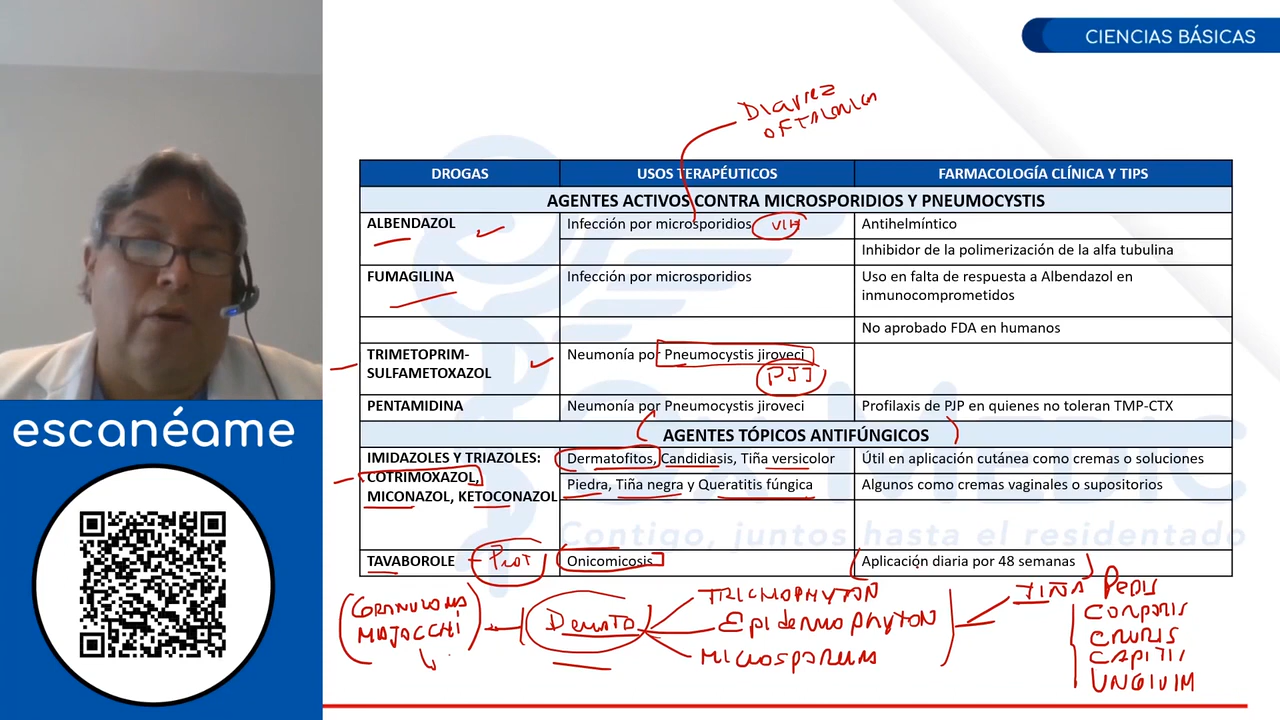 CIENCIAS BÁSICAS
DIARREZ
OFTALMICA
DROGAS
USOS TERAPÉUTICOS
FARMACOLOGÍA CLÍNICA Y TIPS
AGENTES ACTIVOS CONTRA MICROSPORIDIOS Y PNEUMOCYSTIS
ALBENDAZOL
Infección por microsporidios
VIH
Antihelmíntico
Inhibidor de la polimerización de la alfa tubulina
FUMAGILINA
Infección por microsporidios
Uso en falta de respuesta a Albendazol en
inmunocomprometidos
No aprobado FDA en humanos
TRIMETOPRIM-
SULFAMETOXAZOL
Neumonía por Pneumocystis jiroveci
PJJ
PENTAMIDINA
Neumonía por Pneumocystis jiroveci
Profilaxis de PJP en quienes no toleran TMP-CTX
AGENTES TÓPICOS ANTIFÚNGICOS
IMIDAZOLES Y TRIAZOLES:
COTRIMOXAZOL,
MICONAZOL, KETOCONAZOL
Dermatofitos, Candidiasis, Tiña versicolor
Útil en aplicación cutánea como cremas o soluciones
Piedra, Tiña negra y Queratitis fúngica
Algunos como cremas vaginales o supositorios
Contigo, juntos hasta el residentado
TAVABOROLE
PROT
Onicomicosis
Aplicación diaria por 48 semanas
GRANULOMA
MAJOCCHI
DERMATO
TRICHOPHYTON
EpidermopHYTON
MICROSPORUM
TIÑA PEDIS
CORPORIS
CRURIS
CAPITIS
UNGIUIM
escanéame